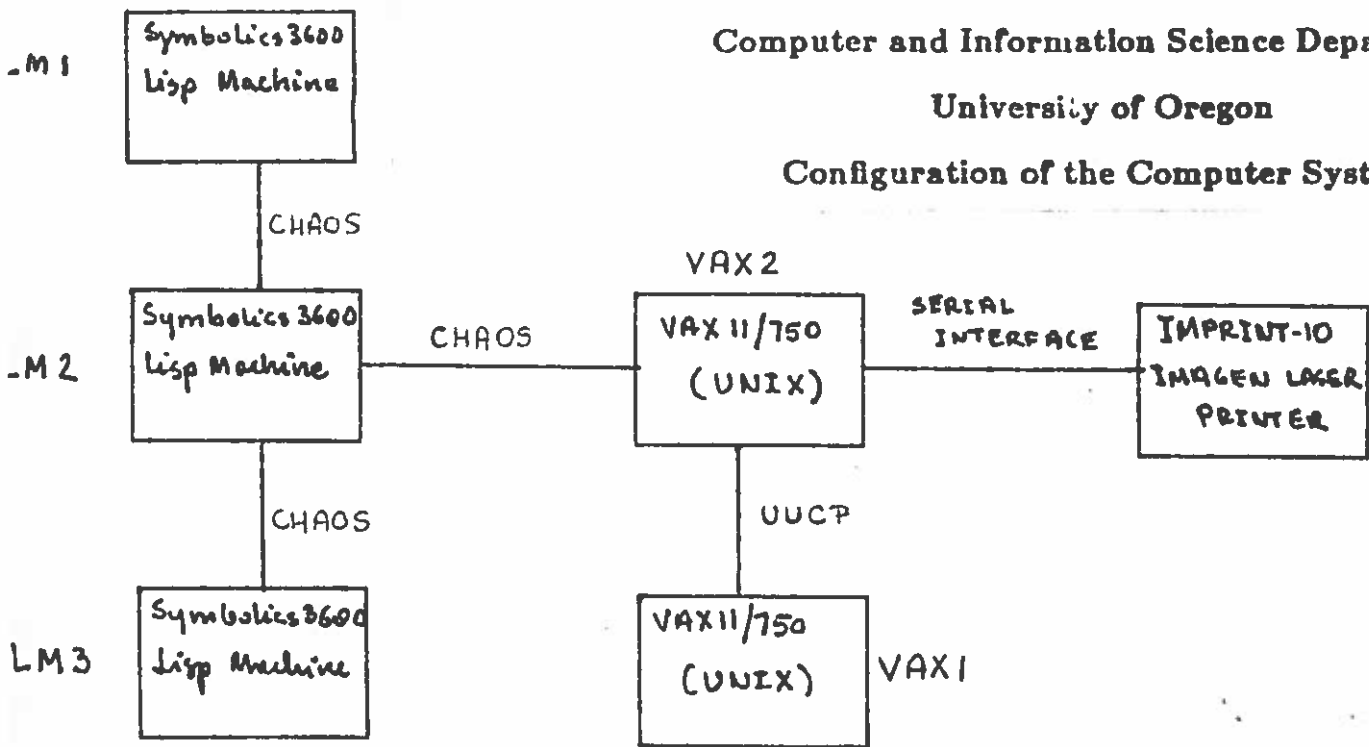 Computer and Information Science Depa
University of Oregon
Configuration of the Computer Syst
-M1
Symbolics 3600
Lisp Machine
CHAOS
-M2
Symbolics 3600
Lisp Machine
CHAOS
VAX2
VAX 11/750
(UNIX)
SERIAL
INTERFACE
IMPRINT-10
IMAGEN LASER
PRINTER
CHAOS
UUCP
LM3
Symbolics 3600
Lisp Machine
VAX 11/750
(UNIX)
VAX1